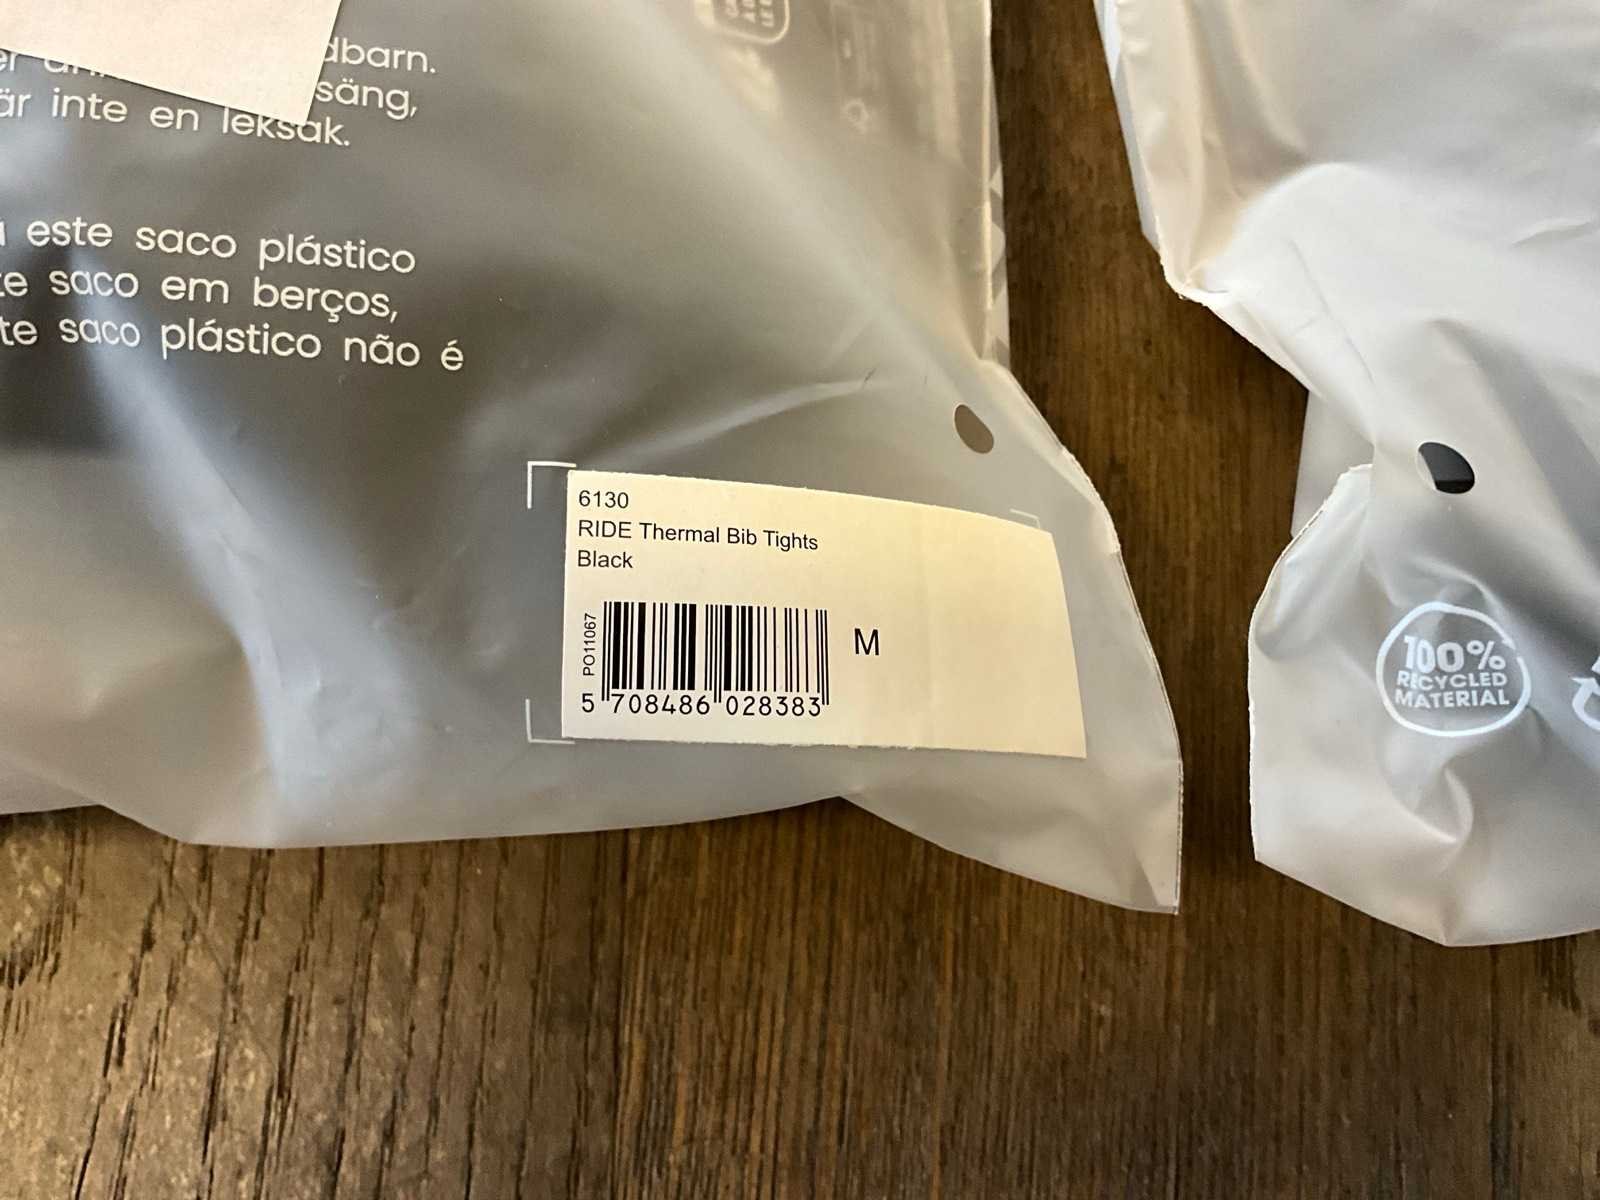 dbarn.
säng,
är inte en leksak.
este saco plástico
saco em berços,
te saco plástico não é
6130
RIDE Thermal Bib Tights
Black
PO11067
M
5 708486 028383
100%
RECYCLED
MATERIAL